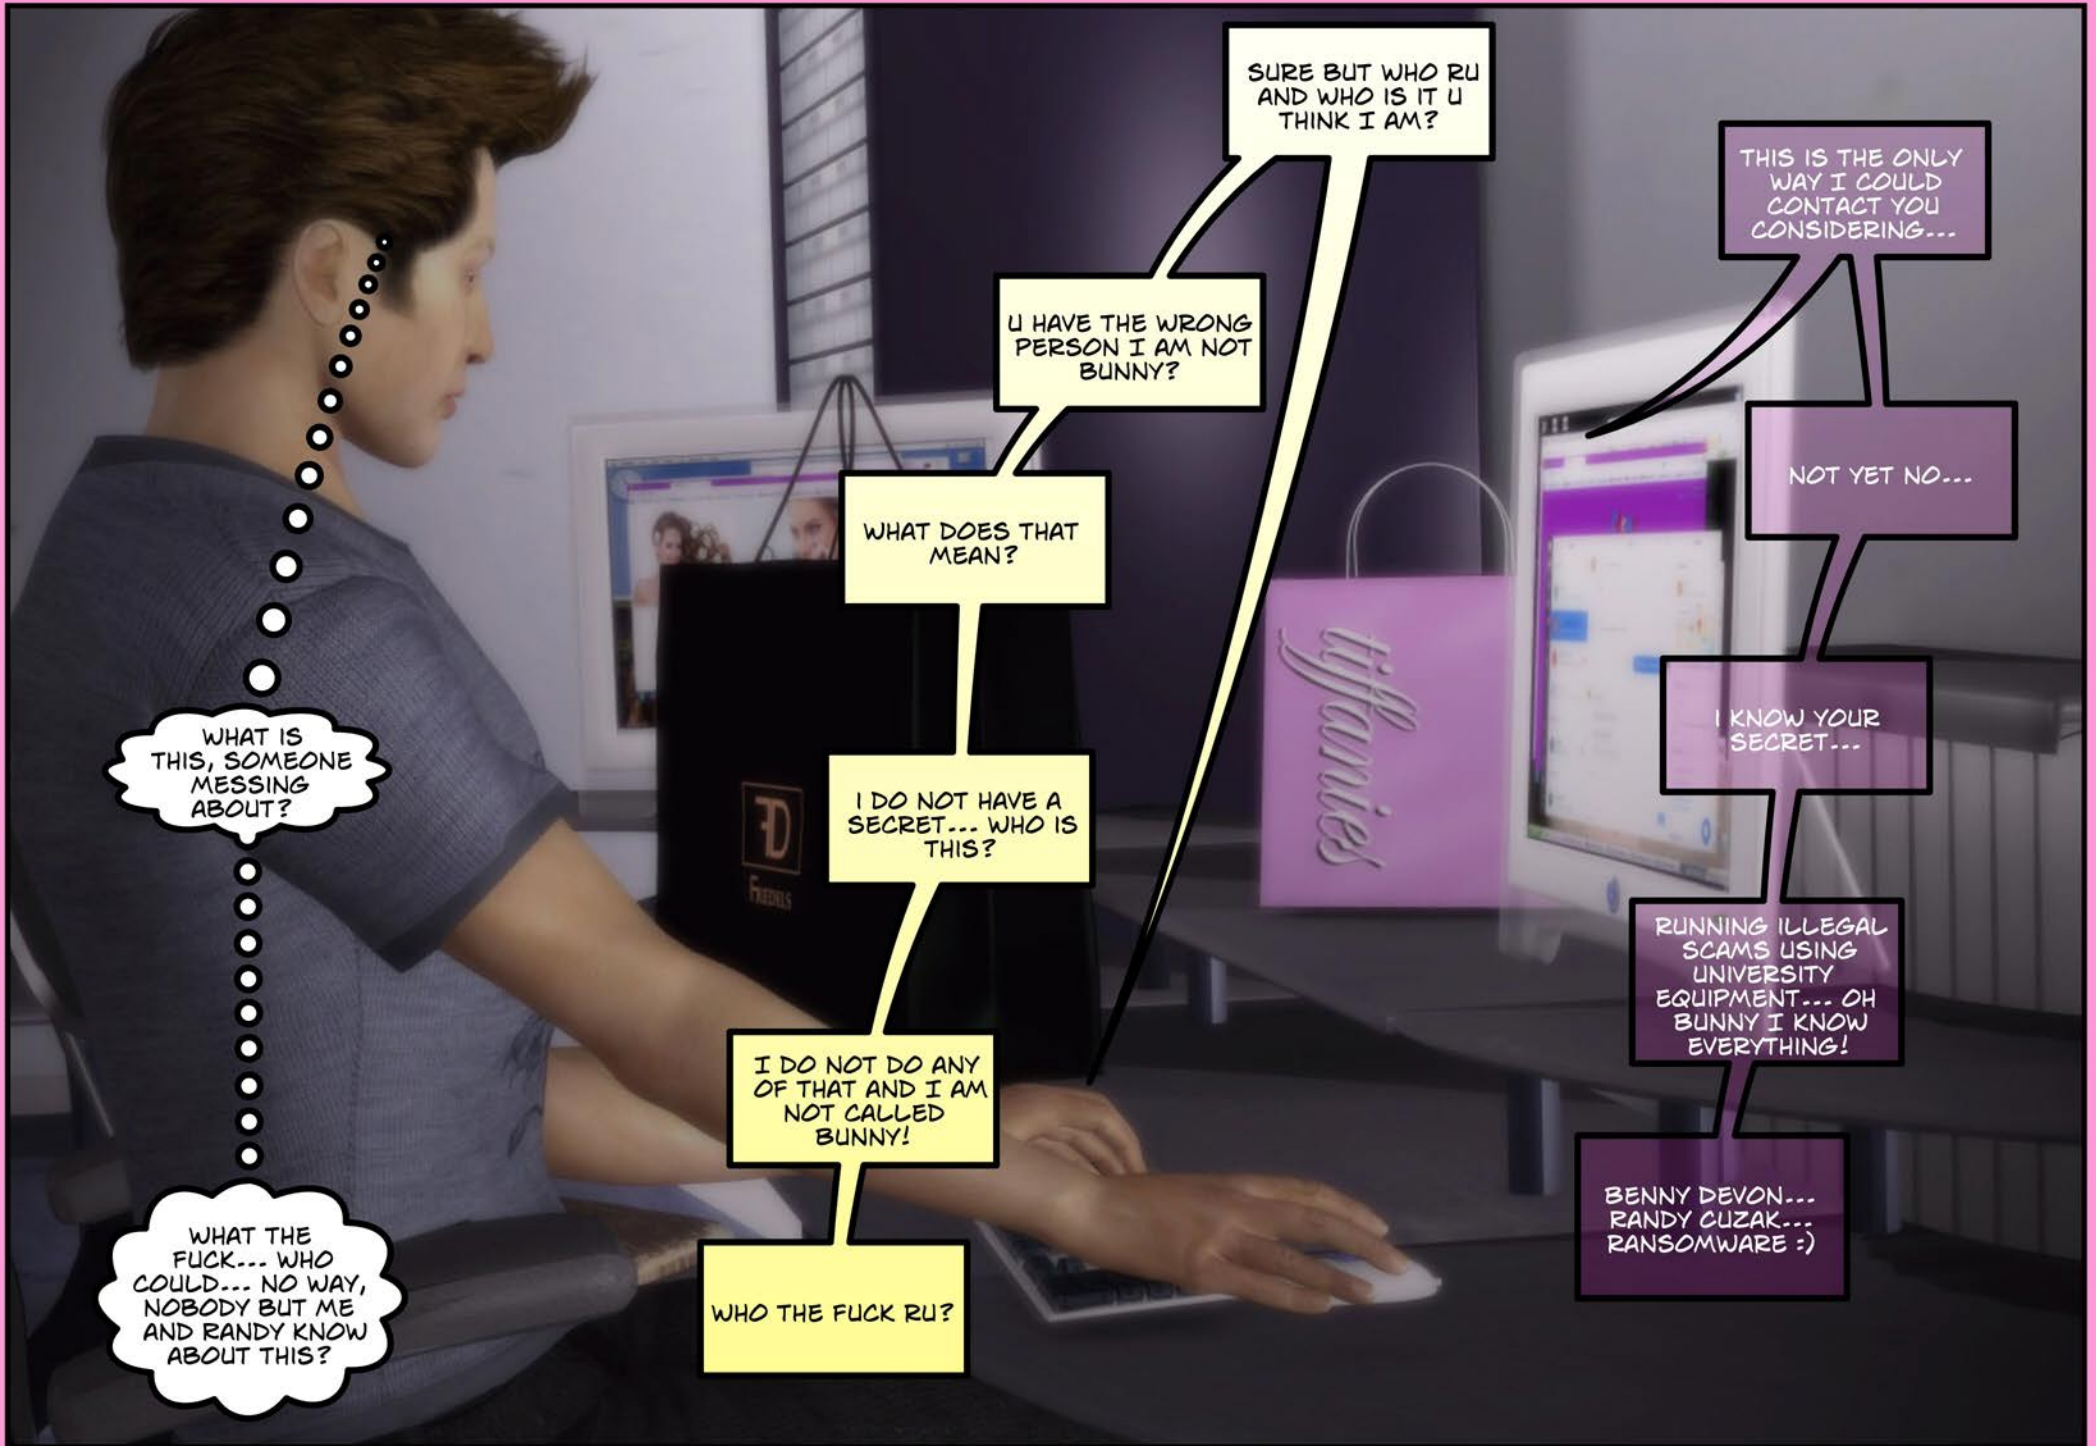 SURE BUT WHO RU
AND WHO IS IT U
THINK I AM?
THIS IS THE ONLY
WAY I COULD
CONTACT YOU
CONSIDERING...
U HAVE THE WRONG
PERSON I AM NOT
BUNNY?
NOT YET NO...
WHAT DOES THAT
MEAN?
I KNOW YOUR
SECRET...
I DO NOT HAVE A
SECRET... WHO IS
THIS?
RUNNING ILLEGAL
SCAMS USING
UNIVERSITY
EQUIPMENT... OH
BUNNY I KNOW
EVERYTHING!
I DO NOT DO ANY
OF THAT AND I AM
NOT CALLED
BUNNY!
BENNY DEVON...
RANDY CUZAK...
RANSOMWARE :)
WHO THE FUCK RU?
WHAT IS
THIS, SOMEONE
MESSING
ABOUT?
WHAT THE
FUCK... WHO
COULD... NO WAY,
NOBODY BUT ME
AND RANDY KNOW
ABOUT THIS?
tiffanies
FD
FREDELS